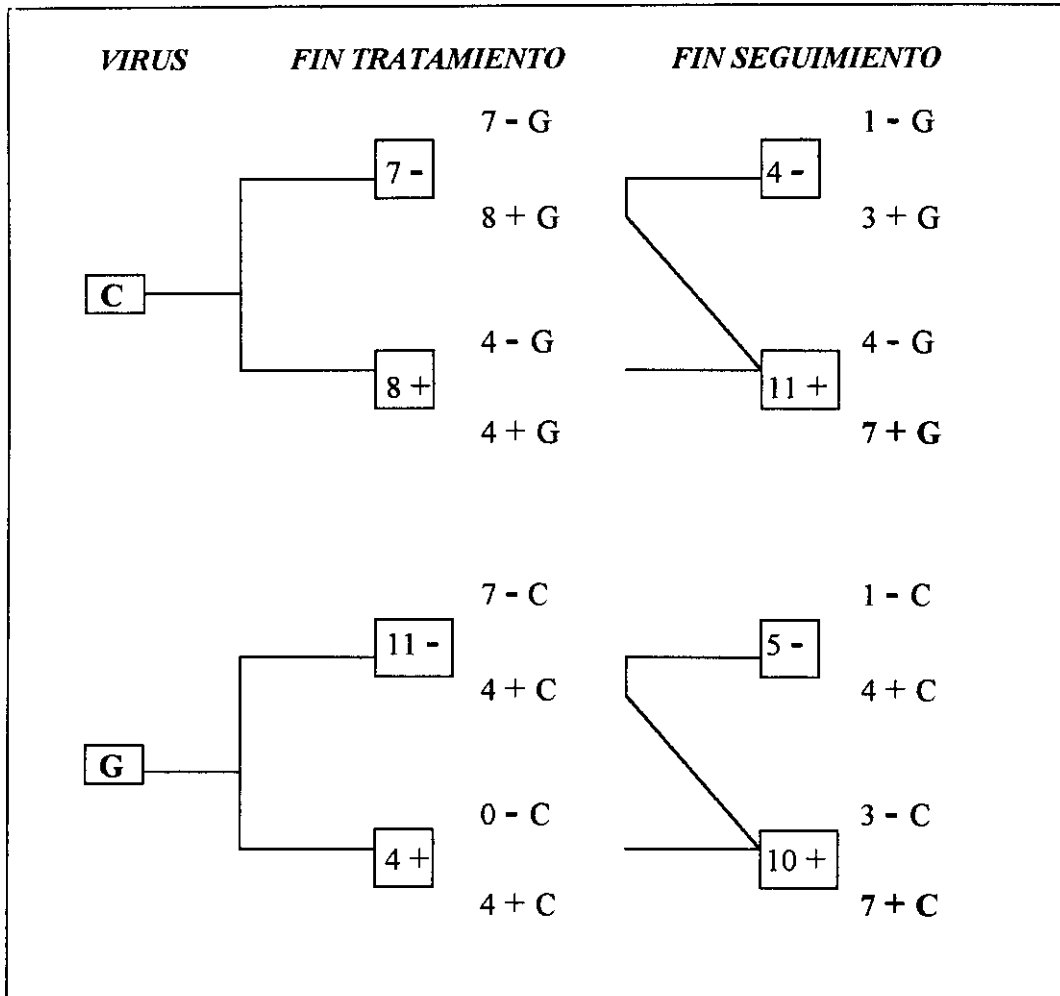 VIRUS FIN TRATAMIENTO FIN SEGUIMIENTO
7 - G 1 - G
7 - 4 -
8 + G 3 + G
C
4 - G 4 - G
8 + 11 +
4 + G 7 + G
7 - C 1 - C
11 - 5 -
4 + C 4 + C
G
0 - C 3 - C
4 + 10 +
4 + C 7 + C